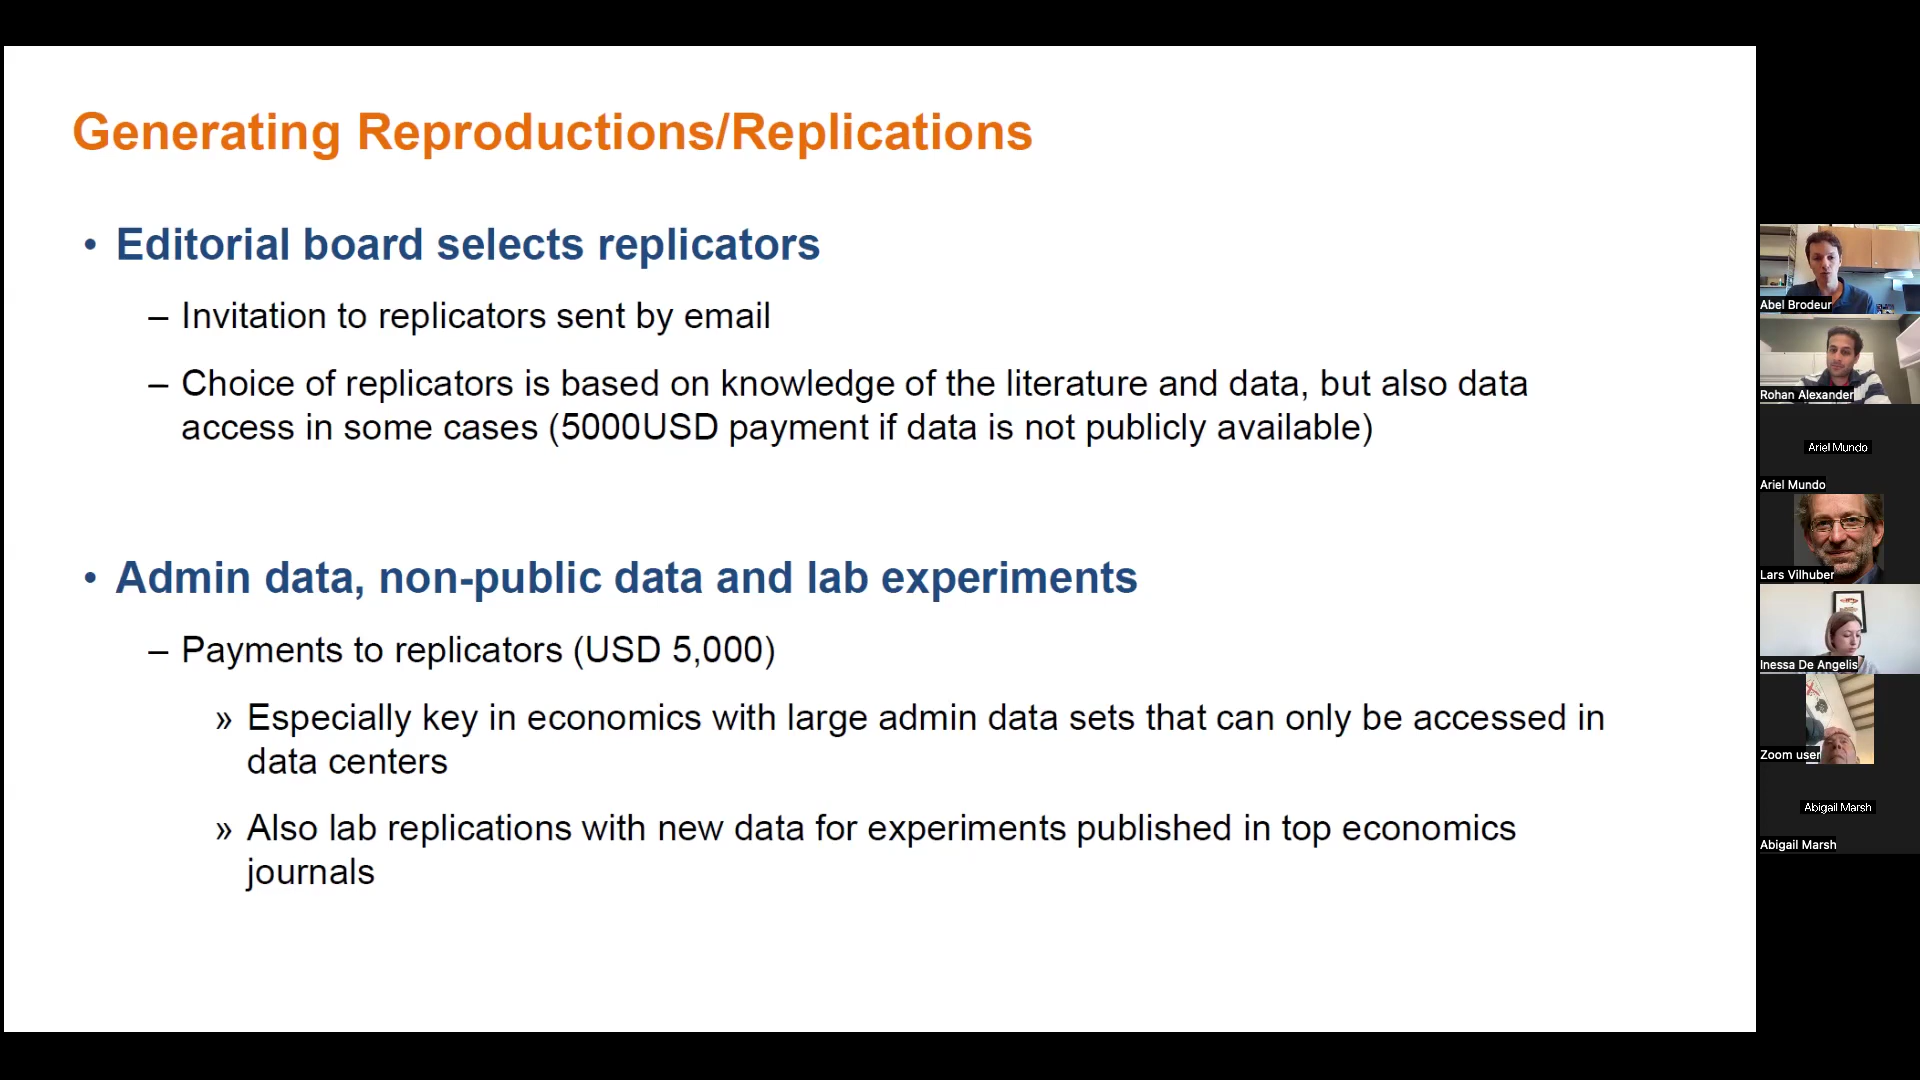 Generating Reproductions/Replications
• Editorial board selects replicators
– Invitation to replicators sent by email
– Choice of replicators is based on knowledge of the literature and data, but also data
access in some cases (5000USD payment if data is not publicly available)
• Admin data, non-public data and lab experiments
– Payments to replicators (USD 5,000)
» Especially key in economics with large admin data sets that can only be accessed in
data centers
» Also lab replications with new data for experiments published in top economics
journals
Abel Brodeur
Rohan Alexander
Ariel Mundo
Ariel Mundo
Lars Vilhuber
Inessa De Angelis
Zoom user
Abigail Marsh
Abigail Marsh